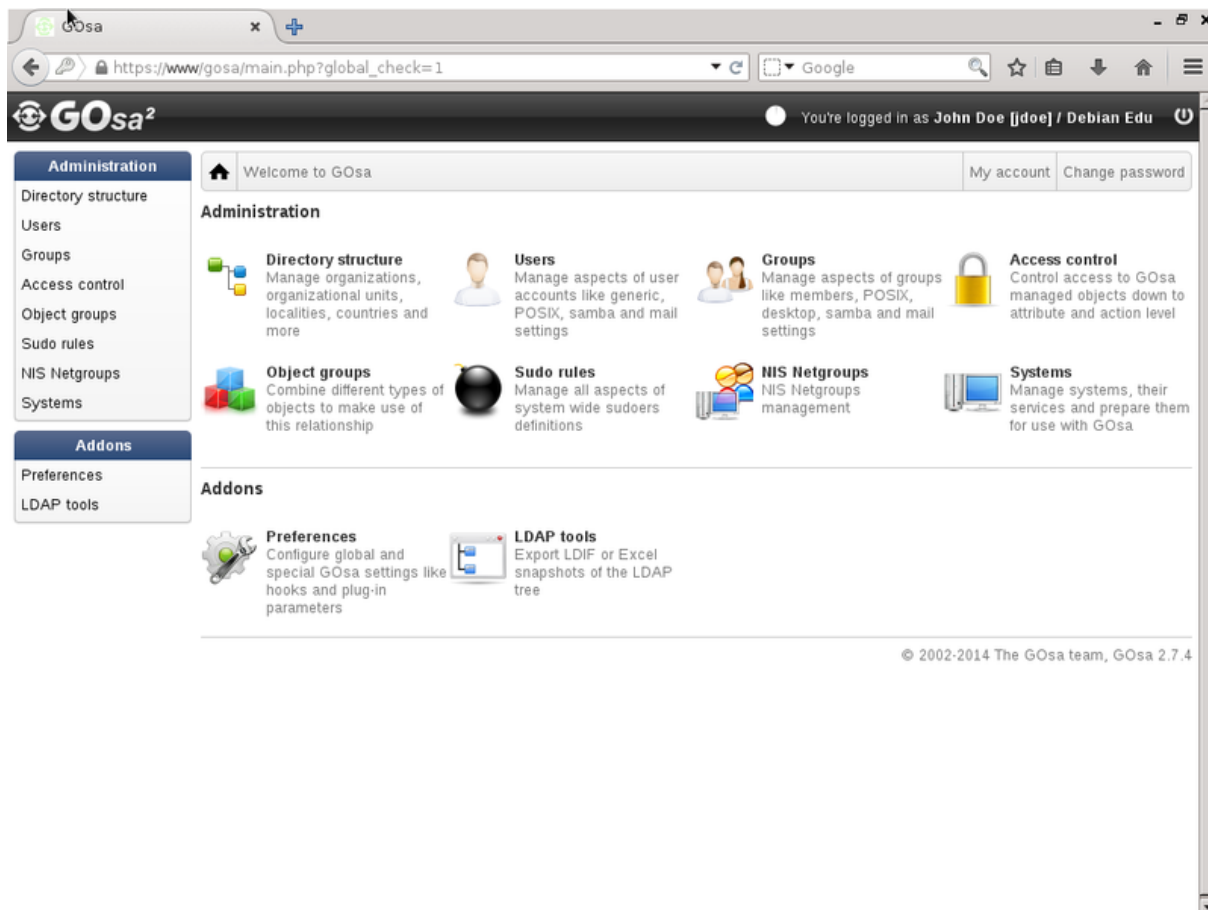 GOsa
https://www/gosa/main.php?global_check=1
Google
GOsa²
You're logged in as John Doe [jdoe] / Debian Edu
Administration
Directory structure
Users
Groups
Access control
Object groups
Sudo rules
NIS Netgroups
Systems
Addons
Preferences
LDAP tools
Welcome to GOsa
My account
Change password
Administration
Directory structure
Manage organizations,
organizational units,
localities, countries and
more
Users
Manage aspects of user
accounts like generic,
POSIX, samba and mail
settings
Groups
Manage aspects of groups
like members, POSIX,
desktop, samba and mail
settings
Access control
Control access to GOsa
managed objects down to
attribute and action level
Object groups
Combine different types of
objects to make use of
this relationship
Sudo rules
Manage all aspects of
system wide sudoers
definitions
NIS Netgroups
NIS Netgroups
management
Systems
Manage systems, their
services and prepare them
for use with GOsa
Addons
Preferences
Configure global and
special GOsa settings like
hooks and plug-in
parameters
LDAP tools
Export LDIF or Excel
snapshots of the LDAP
tree
© 2002-2014 The GOsa team, GOsa 2.7.4